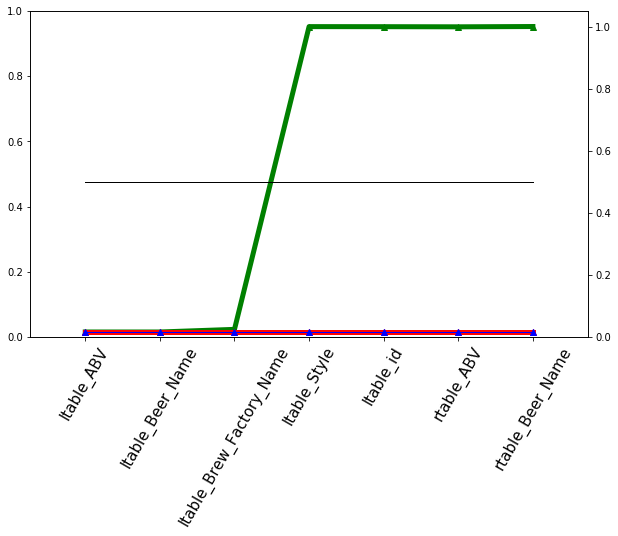 1.0
0.8
0.6
0.4
0.2
0.0
1.0
0.8
0.6
0.4
0.2
0.0
ltable_ABV
ltable_Beer_Name
ltable_Brew_Factory_Name
ltable_Style
ltable_id
rtable_ABV
rtable_Beer_Name